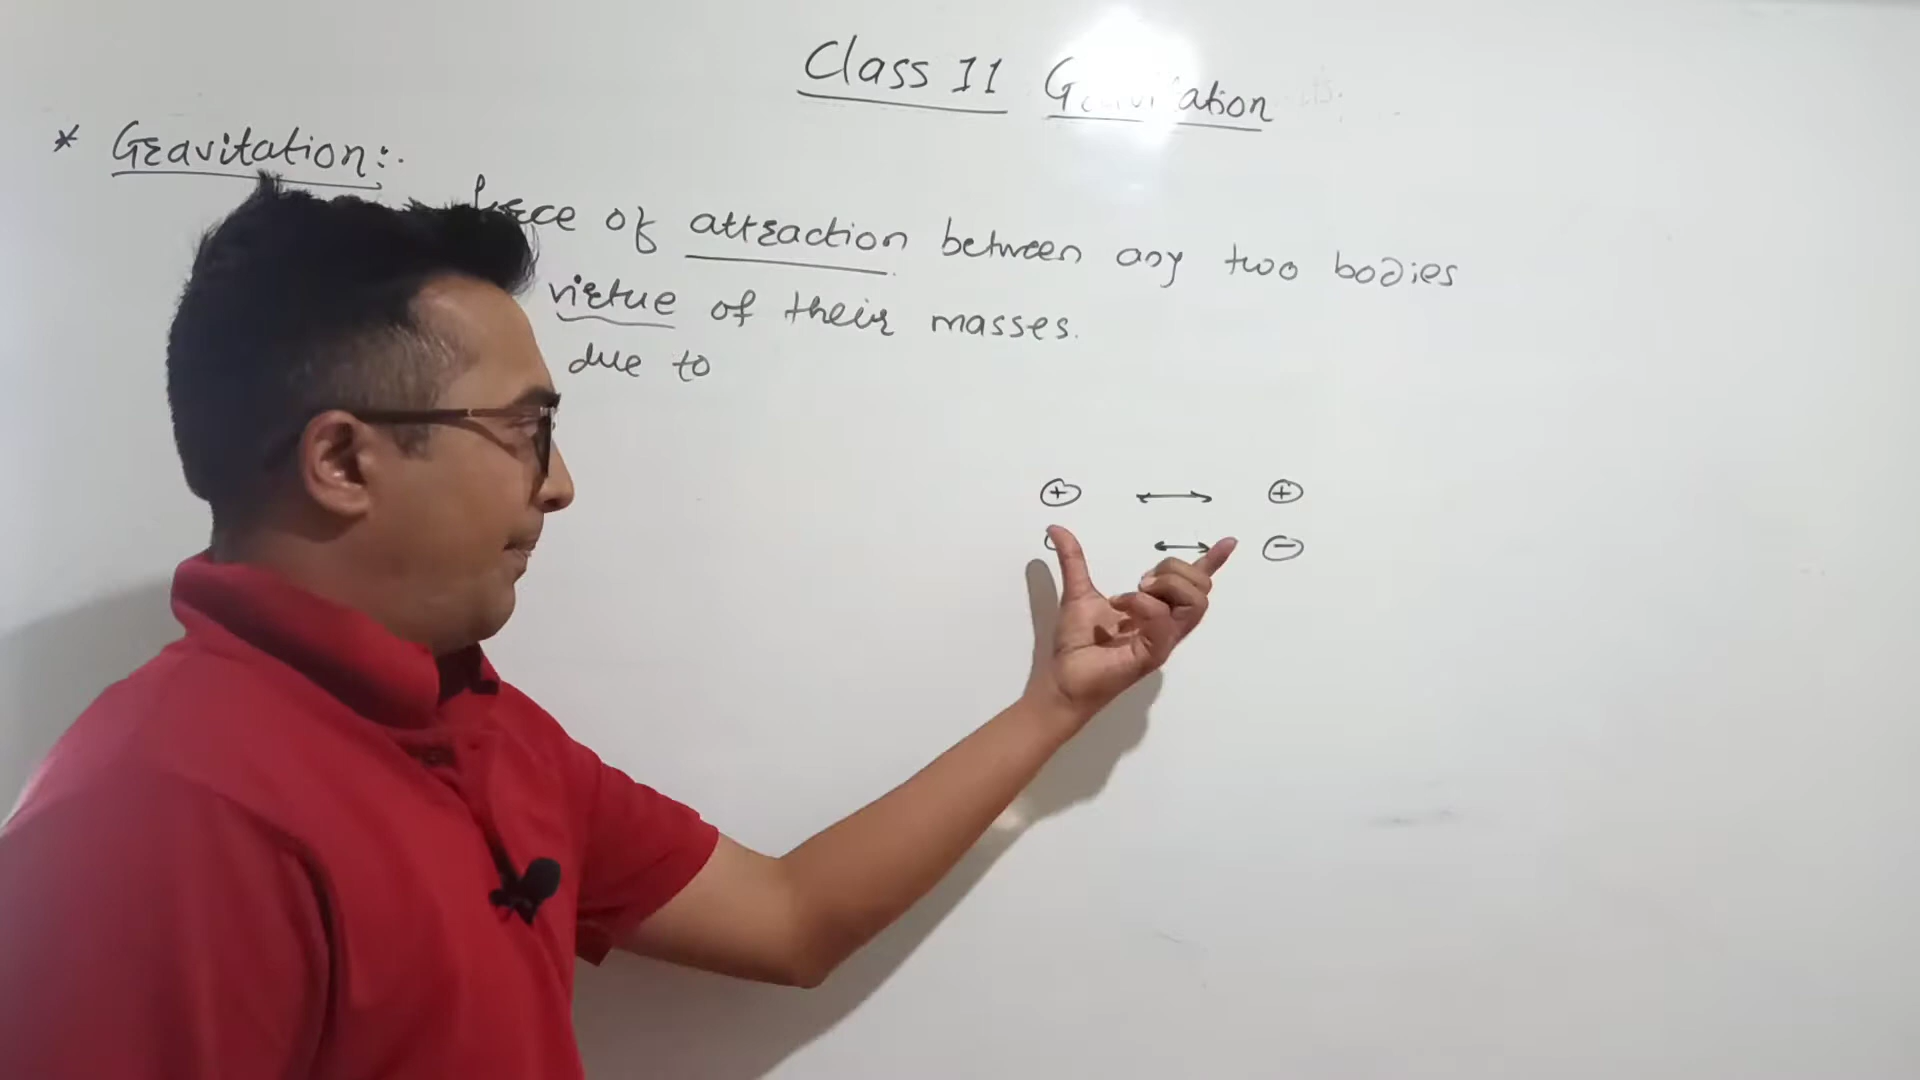 Class 11 Gravitation
* Gravitation:-
force of attraction between any two bodies
virtue of their masses.
due to
+ ↔ +
↔ −